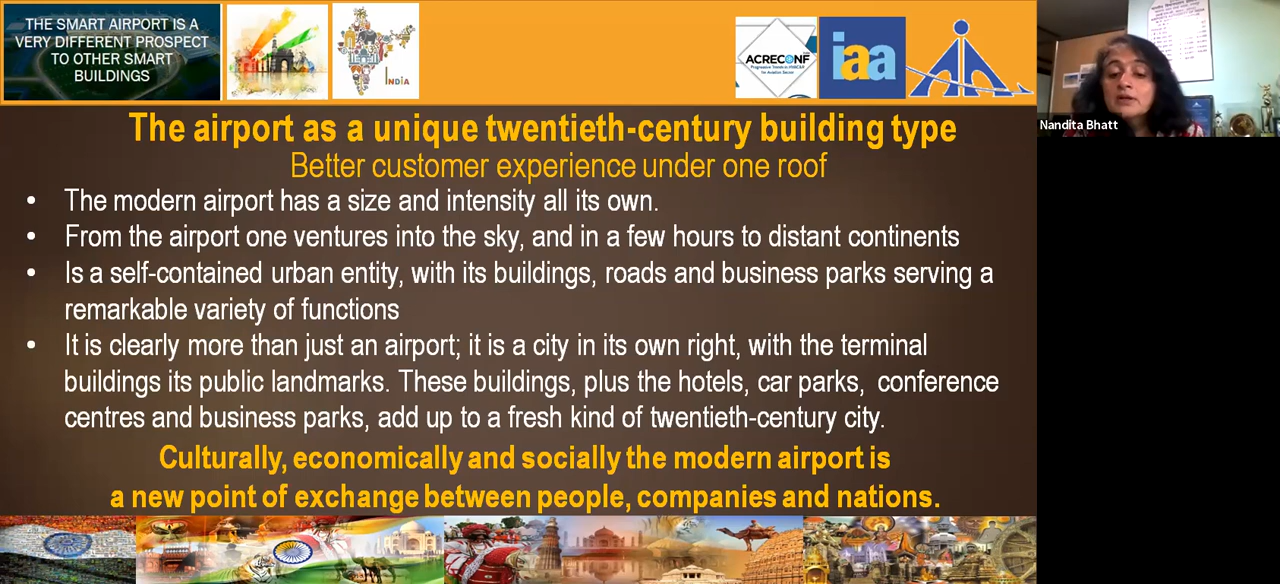 THE SMART AIRPORT IS A
VERY DIFFERENT PROSPECT
TO OTHER SMART
BUILDINGS
INDIA
ACRECONF
iaa
Nandita Bhatt
The airport as a unique twentieth-century building type
Better customer experience under one roof
• The modern airport has a size and intensity all its own.
• From the airport one ventures into the sky, and in a few hours to distant continents
• Is a self-contained urban entity, with its buildings, roads and business parks serving a
remarkable variety of functions
• It is clearly more than just an airport; it is a city in its own right, with the terminal
buildings its public landmarks. These buildings, plus the hotels, car parks, conference
centres and business parks, add up to a fresh kind of twentieth-century city.
Culturally, economically and socially the modern airport is
a new point of exchange between people, companies and nations.